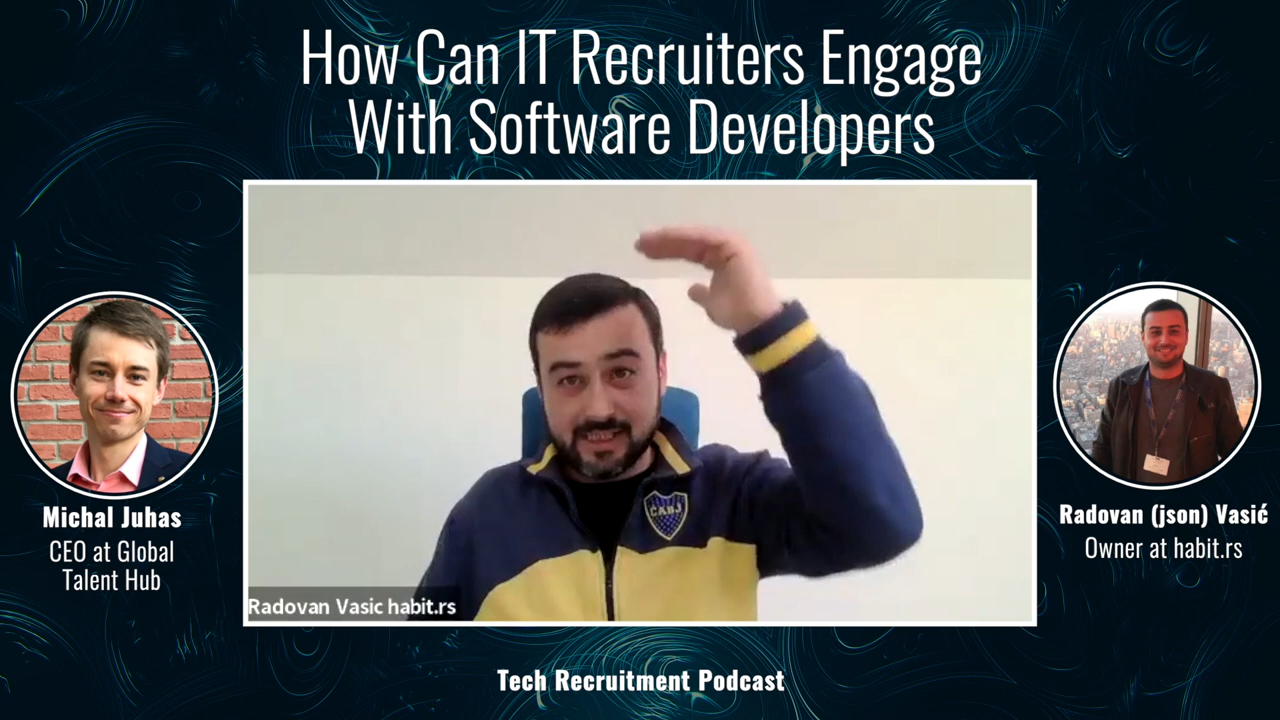 How Can IT Recruiters Engage
With Software Developers
CABJ
Radovan Vasic habit.rs
Michal Juhas
CEO at Global
Talent Hub
Radovan (json) Vasić
Owner at habit.rs
Tech Recruitment Podcast